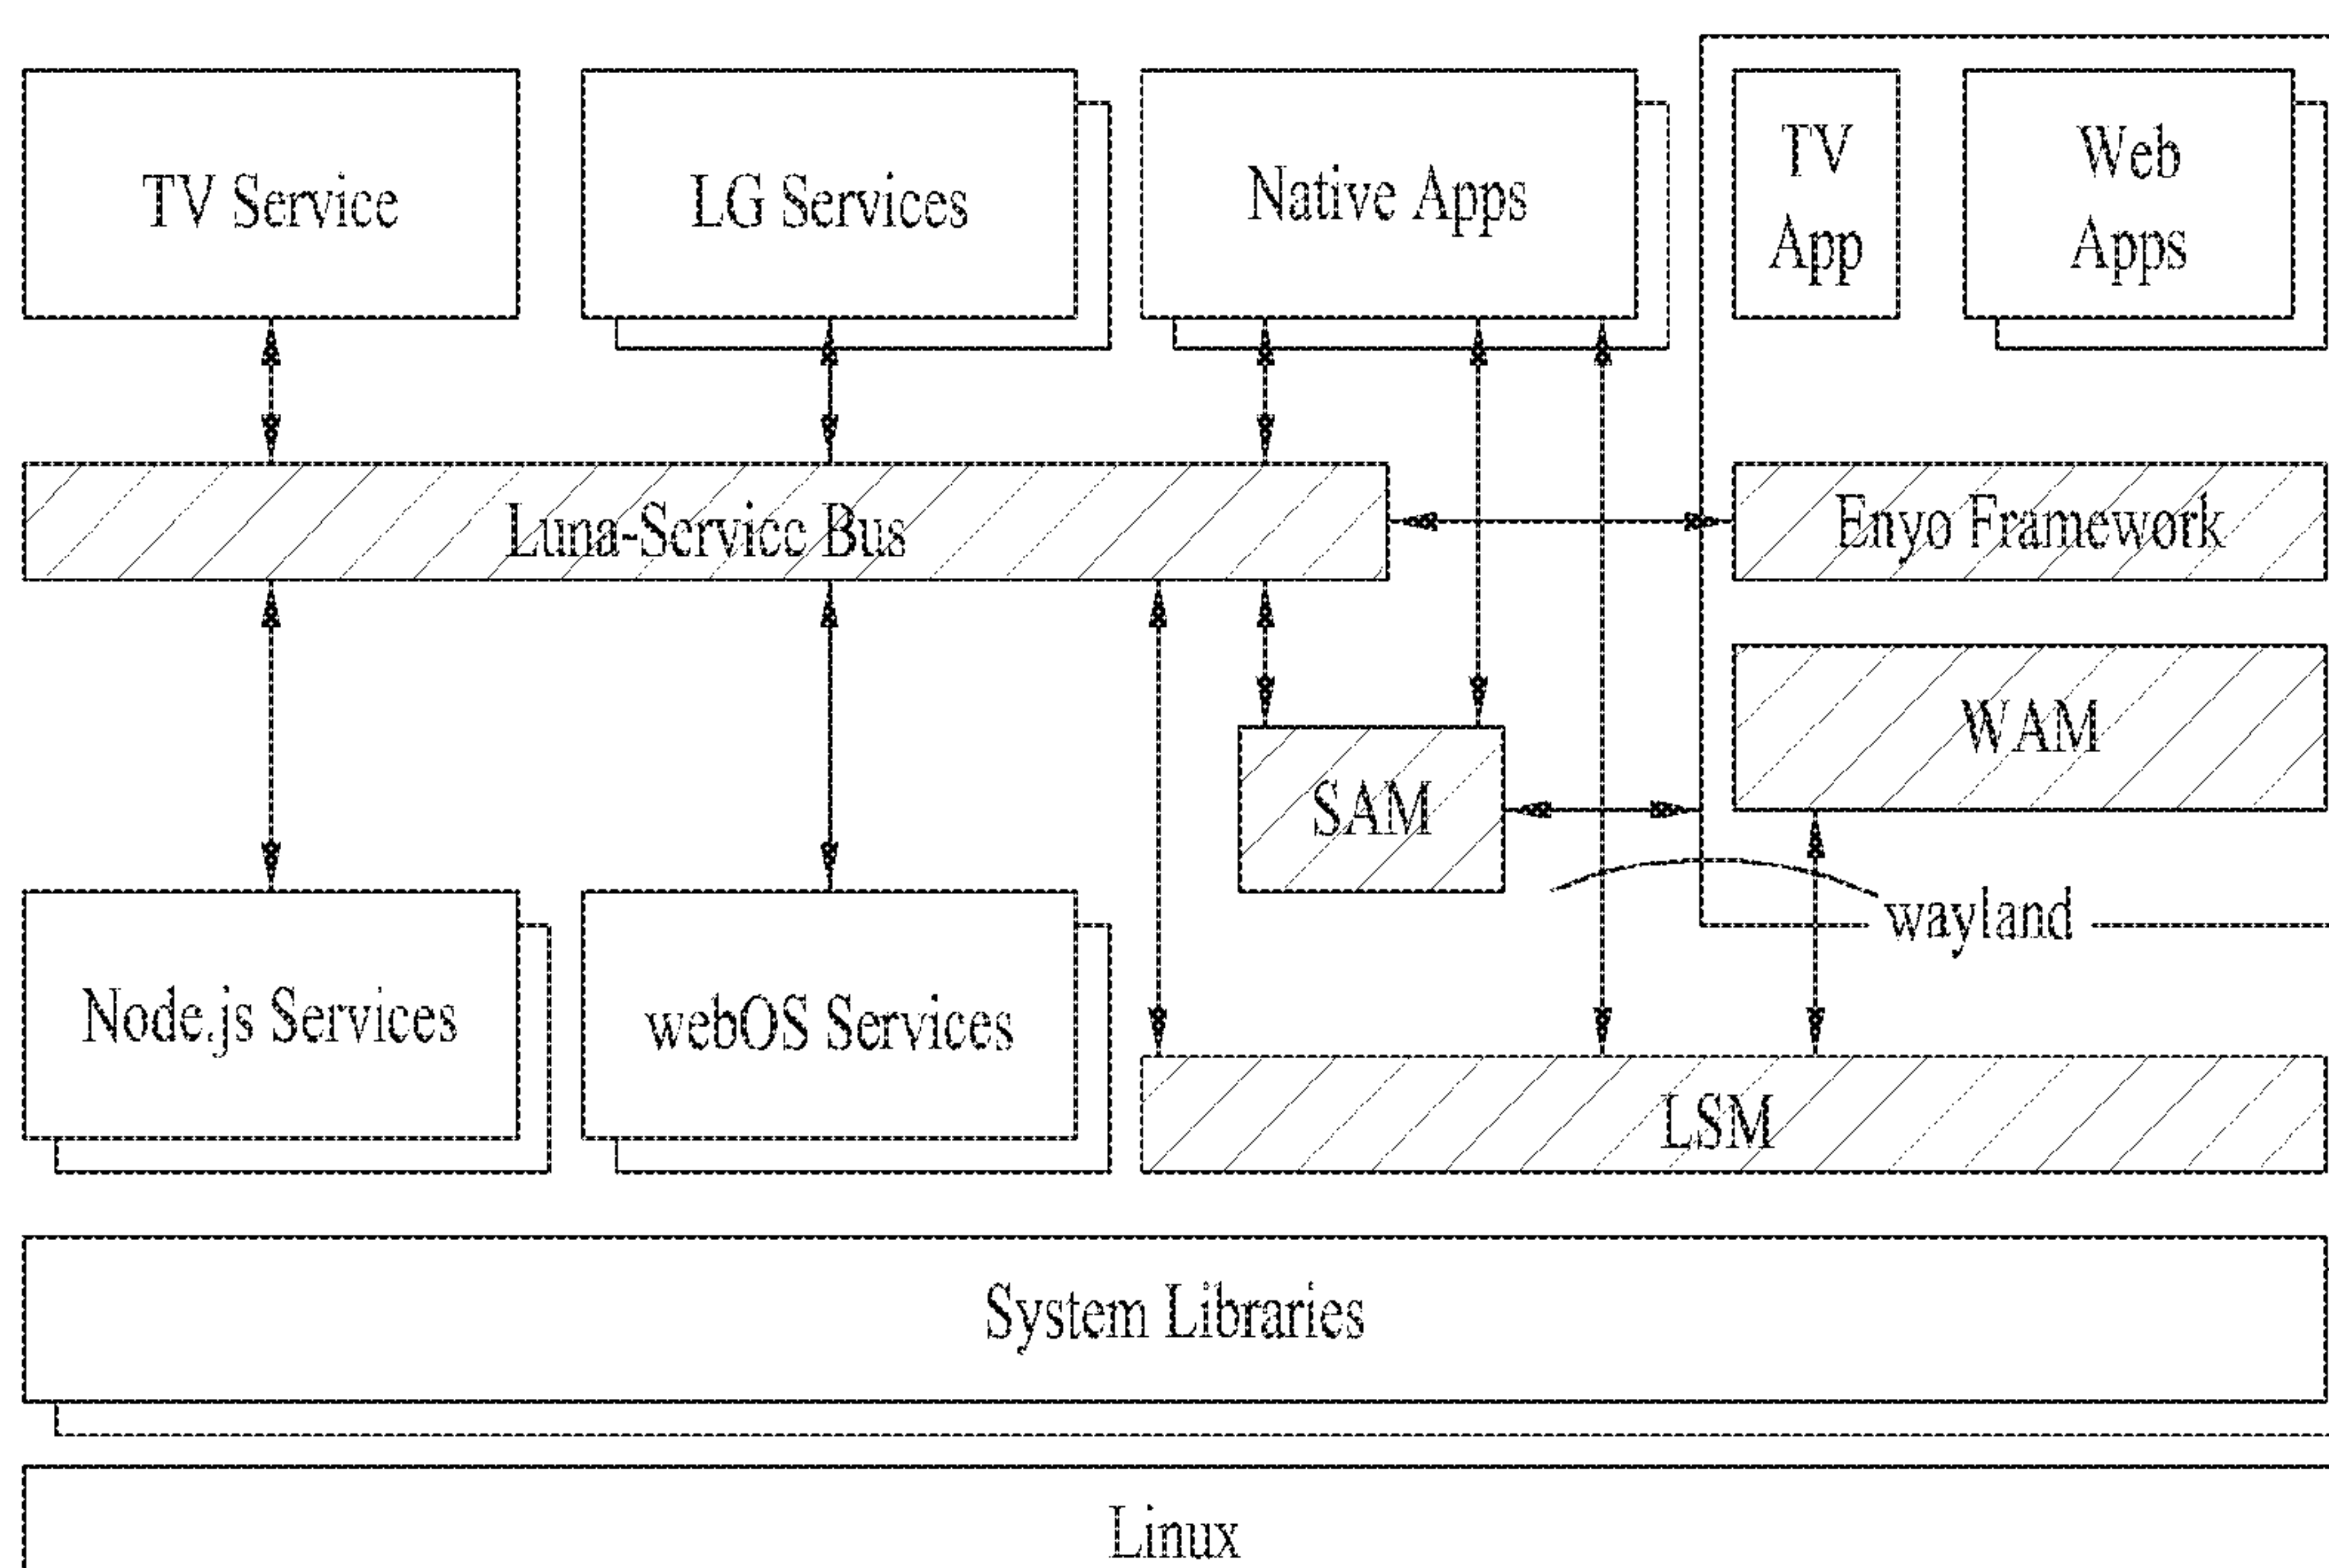 TV Service
LG Services
Native Apps
TV
App
Web
Apps
Luna-Service Bus
Enyo Framework
WAM
SAM
wayland
Node.js Services
webOS Services
LSM
System Libraries
Linux